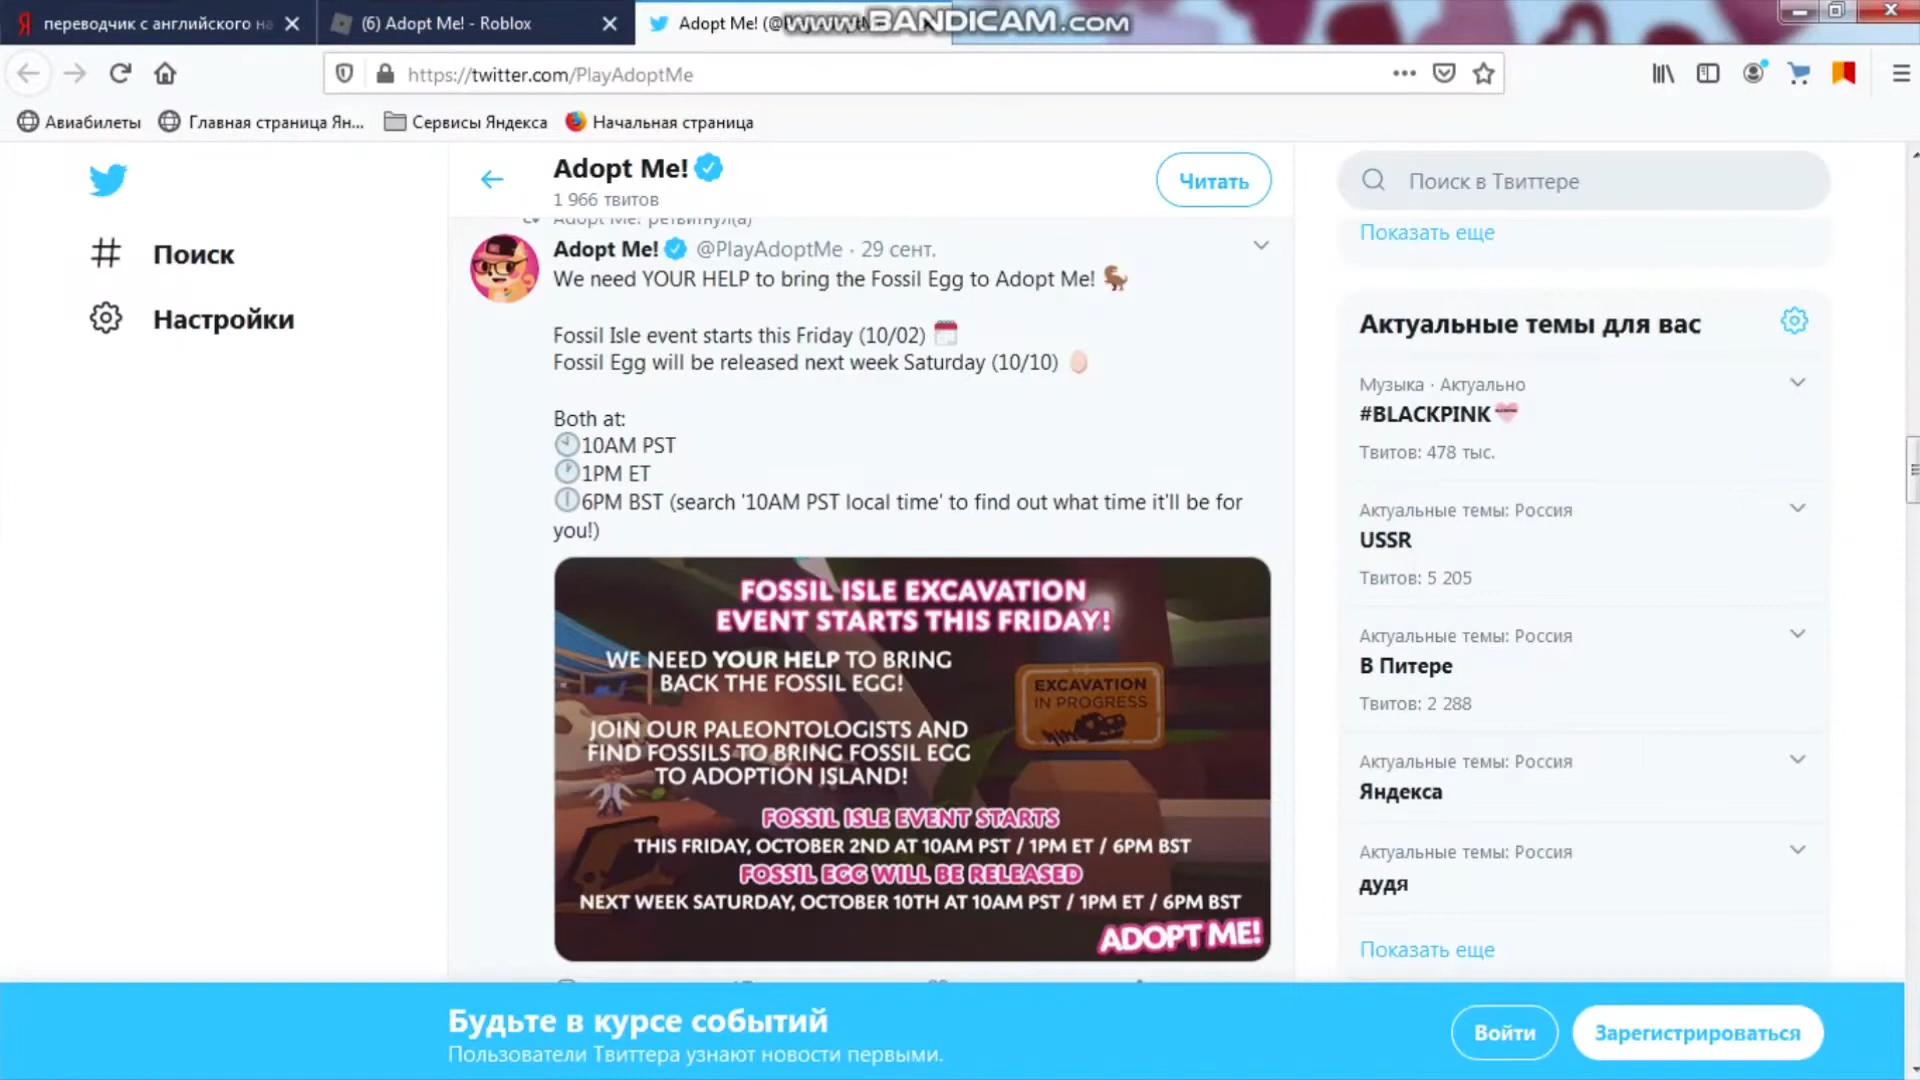 переводчик с английского на
(6) Adopt Me! - Roblox
Adopt Me! (@
www.BANDICAM.com
https://twitter.com/PlayAdoptMe
Авиабилеты
Главная страница Ян...
Сервисы Яндекса
Начальная страница
Adopt Me!
1 966 твитов
Читать
Поиск в Твиттере
Поиск
Настройки
Adopt Me! ретвитнул(а)
Adopt Me! @PlayAdoptMe · 29 сент.
We need YOUR HELP to bring the Fossil Egg to Adopt Me!
Fossil Isle event starts this Friday (10/02)
Fossil Egg will be released next week Saturday (10/10)
Both at:
10AM PST
1PM ET
6PM BST (search '10AM PST local time' to find out what time it'll be for
you!)
FOSSIL ISLE EXCAVATION
EVENT STARTS THIS FRIDAY!
WE NEED YOUR HELP TO BRING
BACK THE FOSSIL EGG!
EXCAVATION
IN PROGRESS
JOIN OUR PALEONTOLOGISTS AND
FIND FOSSILS TO BRING FOSSIL EGG
TO ADOPTION ISLAND!
FOSSIL ISLE EVENT STARTS
THIS FRIDAY, OCTOBER 2ND AT 10AM PST / 1PM ET / 6PM BST
FOSSIL EGG WILL BE RELEASED
NEXT WEEK SATURDAY, OCTOBER 10TH AT 10AM PST / 1PM ET / 6PM BST
ADOPT ME!
Показать еще
Актуальные темы для вас
Музыка · Актуально
#BLACKPINK
Твитов: 478 тыс.
Актуальные темы: Россия
USSR
Твитов: 5 205
Актуальные темы: Россия
В Питере
Твитов: 2 288
Актуальные темы: Россия
Яндекса
Актуальные темы: Россия
дудя
Показать еще
Будьте в курсе событий
Пользователи Твиттера узнают новости первыми.
Войти
Зарегистрироваться